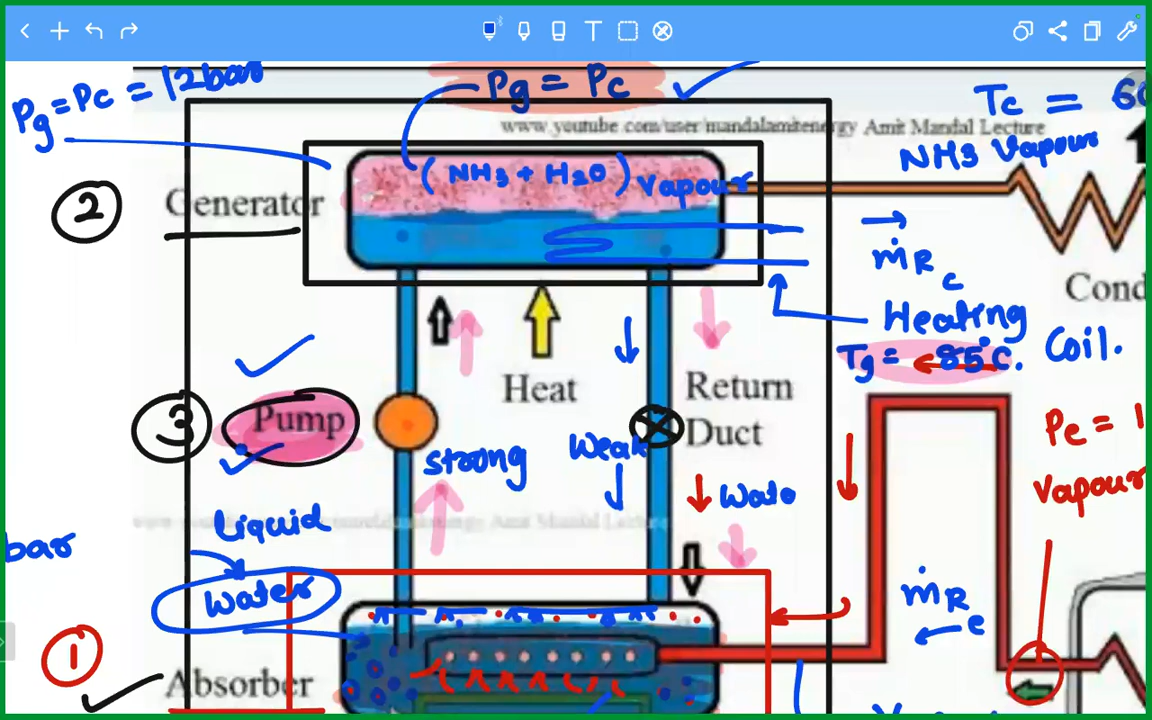 Pg = Pc = 12bar
Pg = Pc
Tc = 60
www.youtube.com/user/mandalamitenergy Amit Mandal Lecture
NH3 Vapour
(NH3 + H2O) Vapour
2
Generator
ṁRc
Cond
Heating
Coil.
Tg = 85°C.
Heat
Return
Duct
3
Pump
Pe = 1
strong
Weak
Vapour
Wate
Liquid
bar
Water
ṁRe
1
Absorber